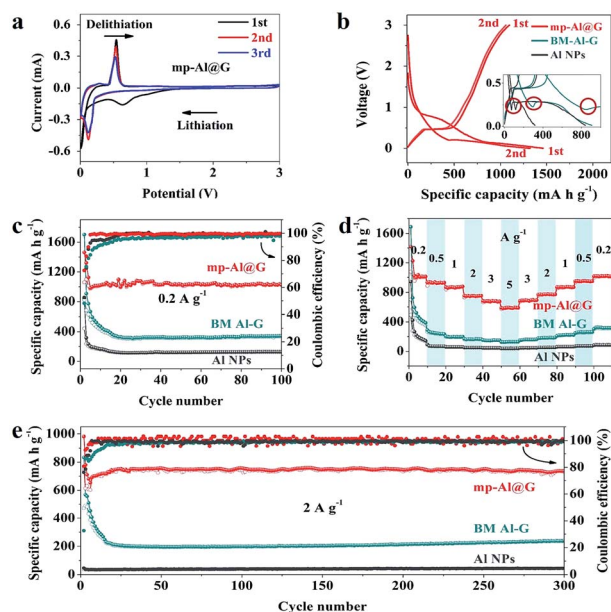 a
Delithiation
1st
2nd
3rd
mp-Al@G
Lithiation
Current (mA)
0.6
0.3
0.0
-0.3
-0.6
0 1 2 3
Potential (V)
b
2nd 1st
mp-Al@G
BM-Al-G
Al NPs
Voltage (V)
3
2
1
0
0.5
0.0
0 300 600 900
2nd
1st
0 500 1000 1500 2000
Specific capacity (mA h g-1)
c
Specific capacity (mA h g-1)
1600
1200
800
400
0
mp-Al@G
0.2 A g-1
BM Al-G
Al NPs
100
80
60
40
20
0
Coulombic efficiency (%)
0 20 40 60 80 100
Cycle number
d
Specific capacity (mA h g-1)
1600
1200
800
400
0
A g-1
0.2 0.5 1 2 3 5 3 2 1 0.5 0.2
mp-Al@G
BM Al-G
Al NPs
0 20 40 60 80 100
Cycle number
e
Specific capacity (mA h g-1)
1000
800
600
400
200
0
mp-Al@G
2 A g-1
BM Al-G
Al NPs
100
80
60
40
20
0
Coulombic efficiency (%)
0 50 100 150 200 250 300
Cycle number